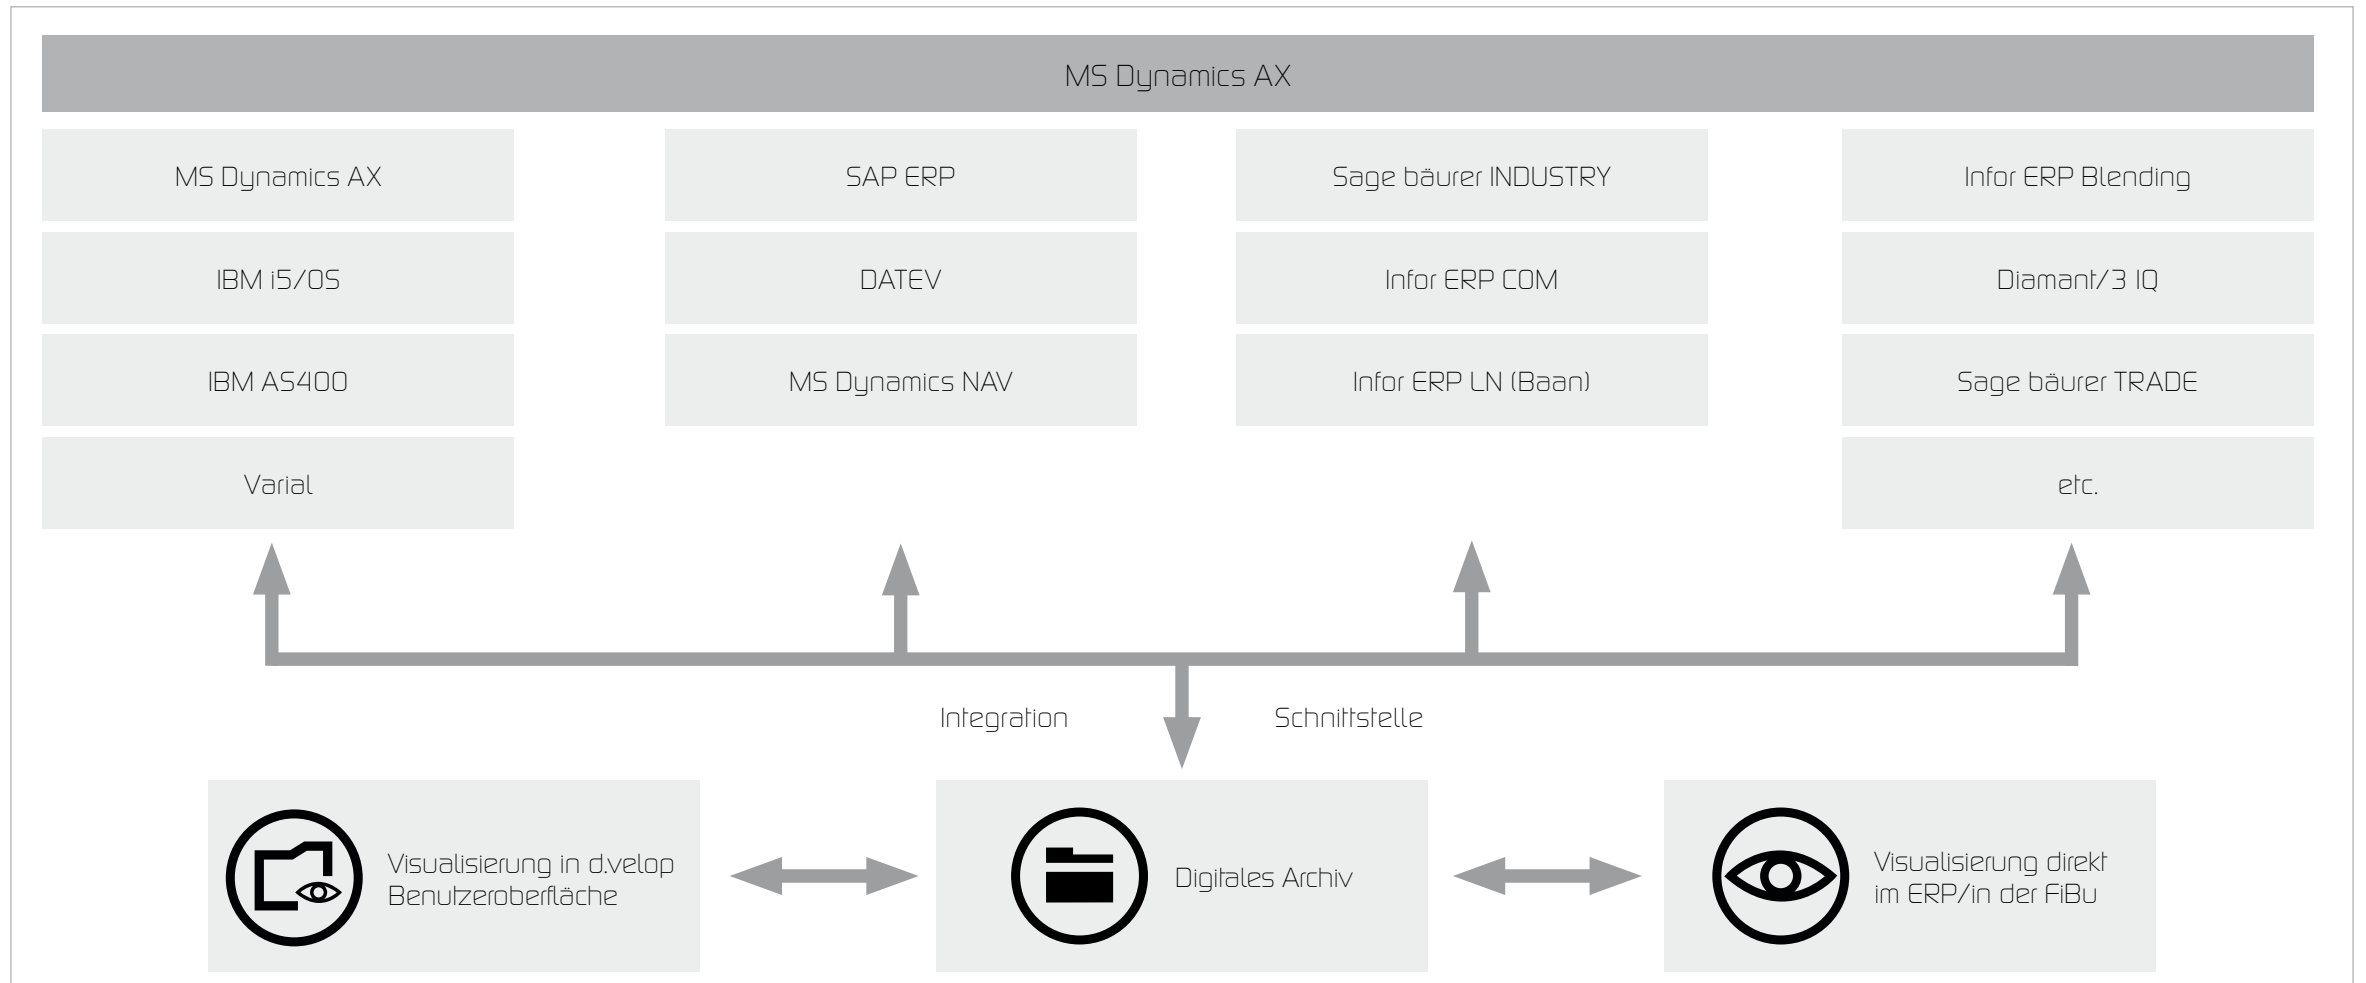 MS Dynamics AX
MS Dynamics AX
SAP ERP
Sage bäurer INDUSTRY
Infor ERP Blending
IBM i5/OS
DATEV
Infor ERP COM
Diamant/3 IQ
IBM AS400
MS Dynamics NAV
Infor ERP LN (Baan)
Sage bäurer TRADE
Varial
etc.
Integration
Schnittstelle
Visualisierung in d.velop
Benutzeroberfläche
Digitales Archiv
Visualisierung direkt
im ERP/in der FiBu